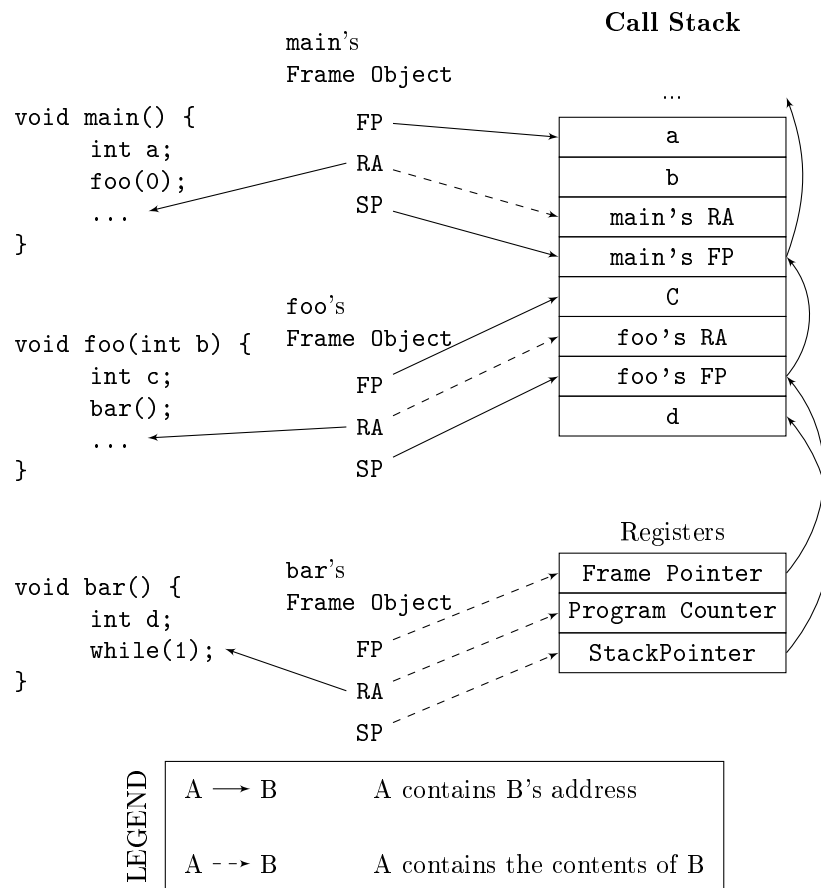 Call Stack
main's
Frame Object
FP
RA
SP
void main() {
int a;
foo(0);
...
}
...
a
b
main's RA
main's FP
C
foo's RA
foo's FP
d
foo's
Frame Object
FP
RA
SP
void foo(int b) {
int c;
bar();
...
}
Registers
Frame Pointer
Program Counter
StackPointer
bar's
Frame Object
FP
RA
SP
void bar() {
int d;
while(1);
}
LEGEND
A B A contains B's address
A B A contains the contents of B